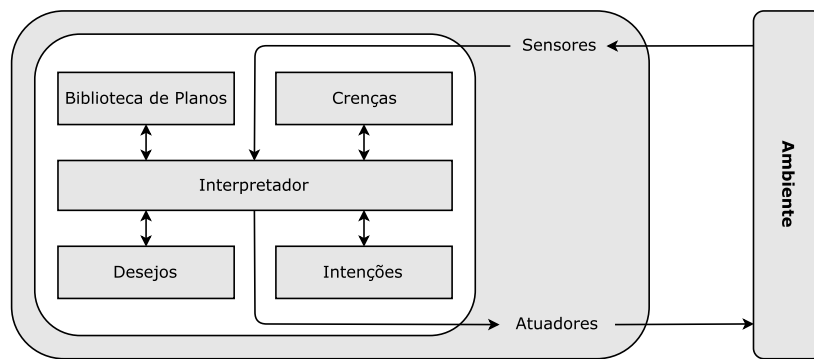 Sensores
Biblioteca de Planos
Crenças
Interpretador
Desejos
Intenções
Atuadores
Ambiente